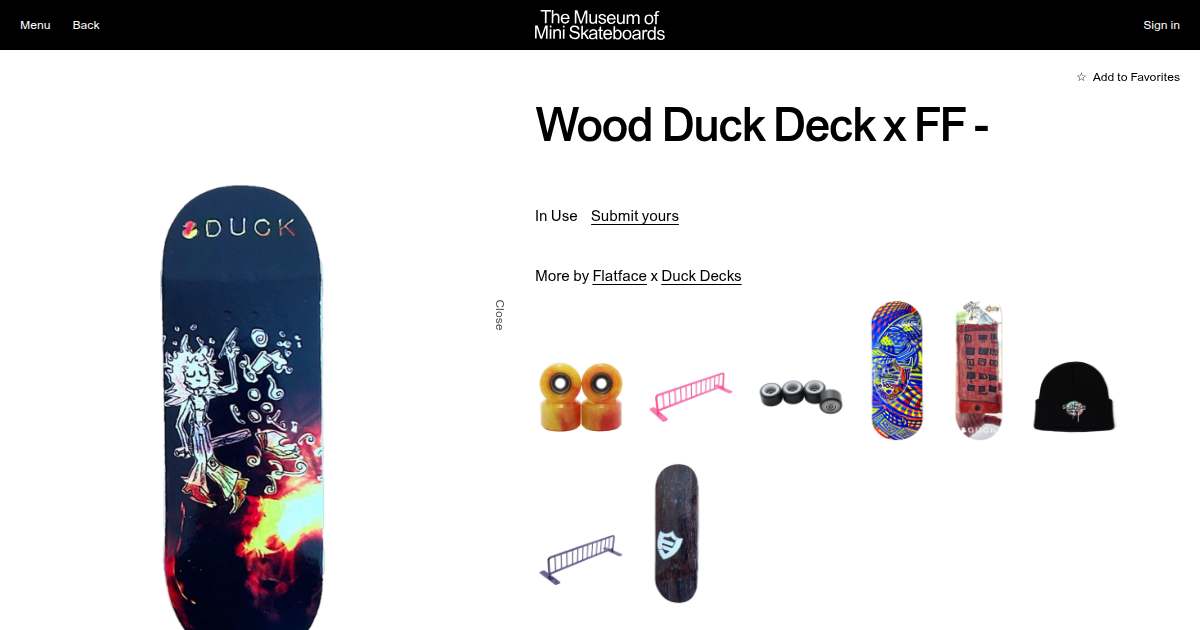 Menu
Back
The Museum of
Mini Skateboards
Sign in
☆ Add to Favorites
Wood Duck Deck x FF -
DUCK
In Use Submit yours
More by Flatface x Duck Decks
Close